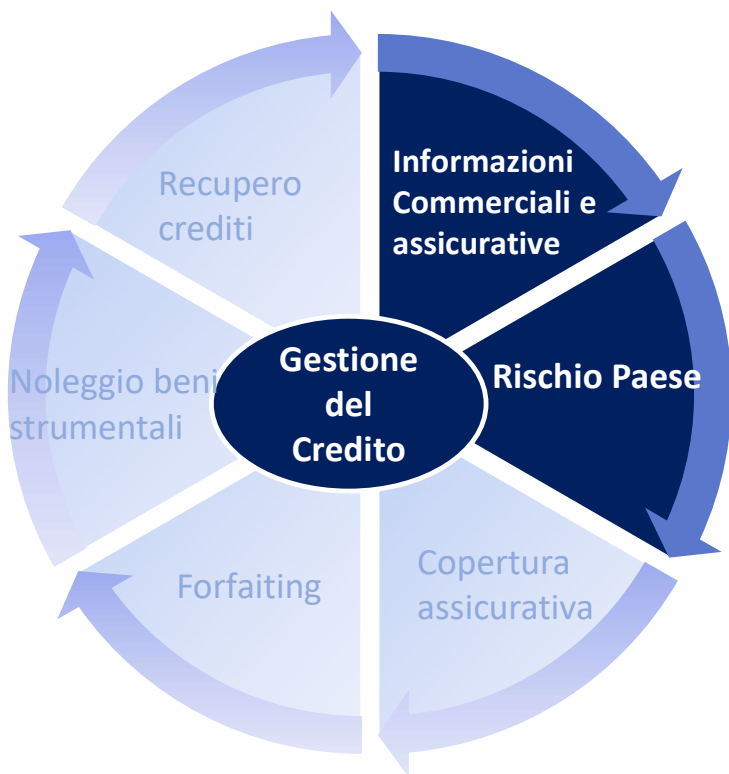 Informazioni
Commerciali e
assicurative
Rischio Paese
Copertura
assicurativa
Forfaiting
Noleggio beni
strumentali
Recupero
crediti
Gestione
del
Credito